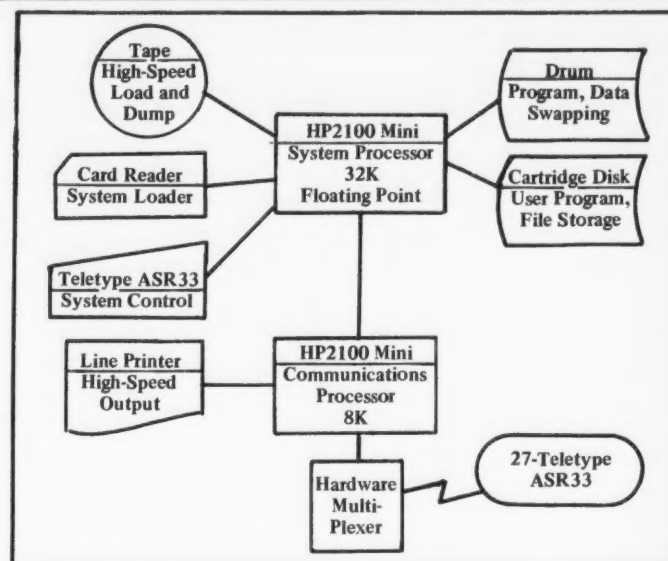 Tape
High-Speed
Load and
Dump
HP2100 Mini
System Processor
32K
Floating Point
Drum
Program, Data
Swapping
Card Reader
System Loader
Cartridge Disk
User Program,
File Storage
Teletype ASR33
System Control
Line Printer
High-Speed
Output
HP2100 Mini
Communications
Processor
8K
Hardware
Multi-
Plexer
27-Teletype
ASR33